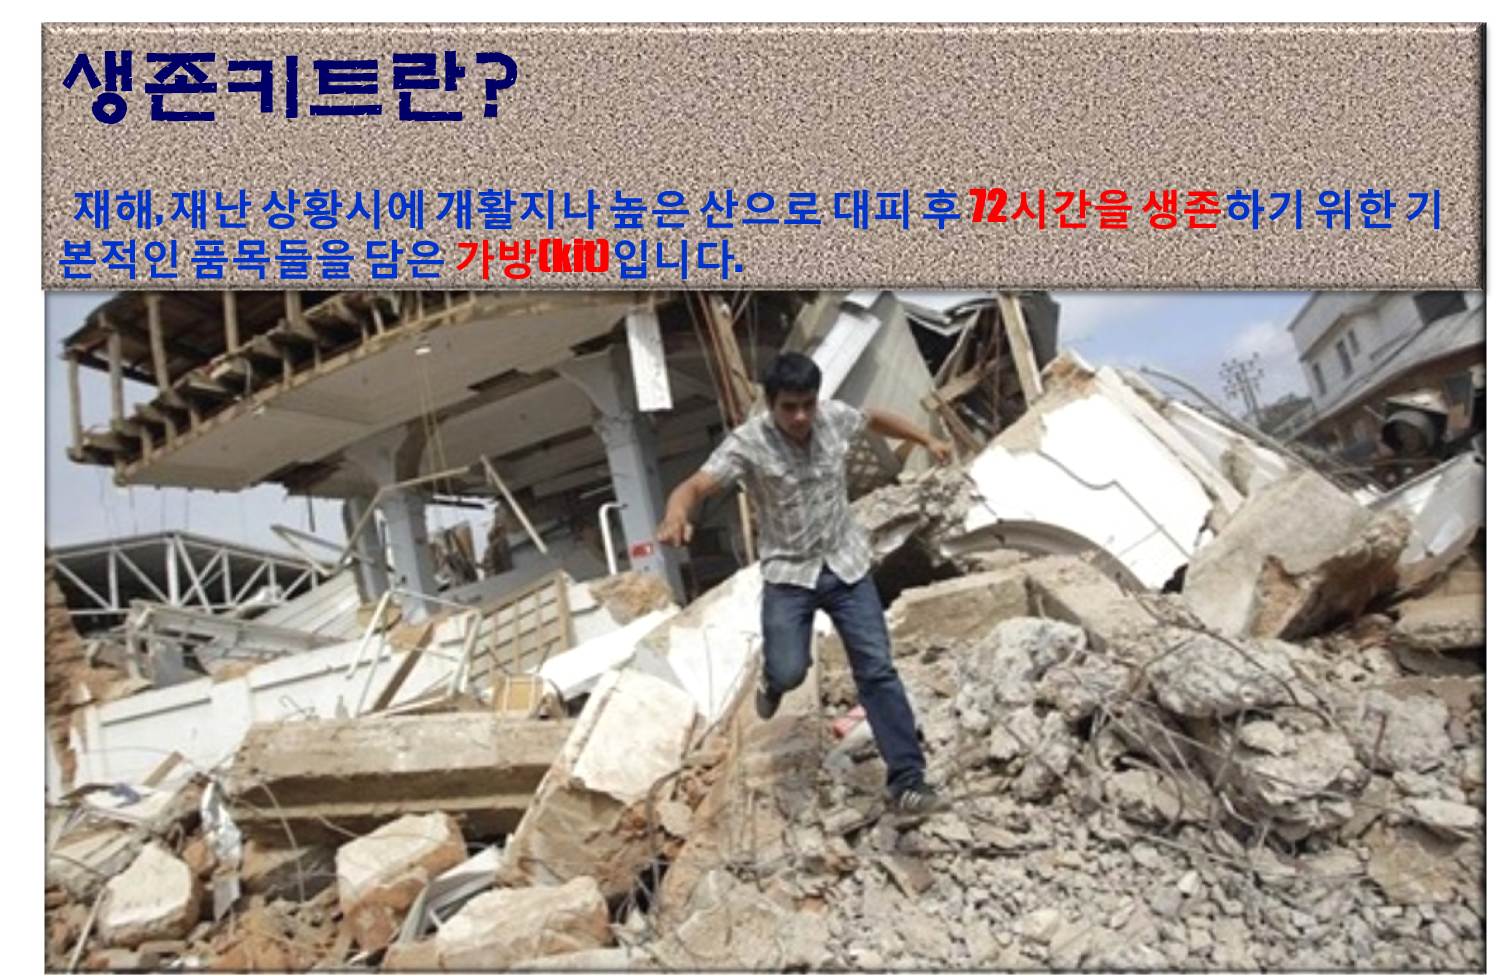 생존키트란?
재해, 재난 상황시에 개활지나 높은 산으로 대피 후 72시간을 생존하기 위한 기
본적인 품목들을 담은 가방(kit)입니다.